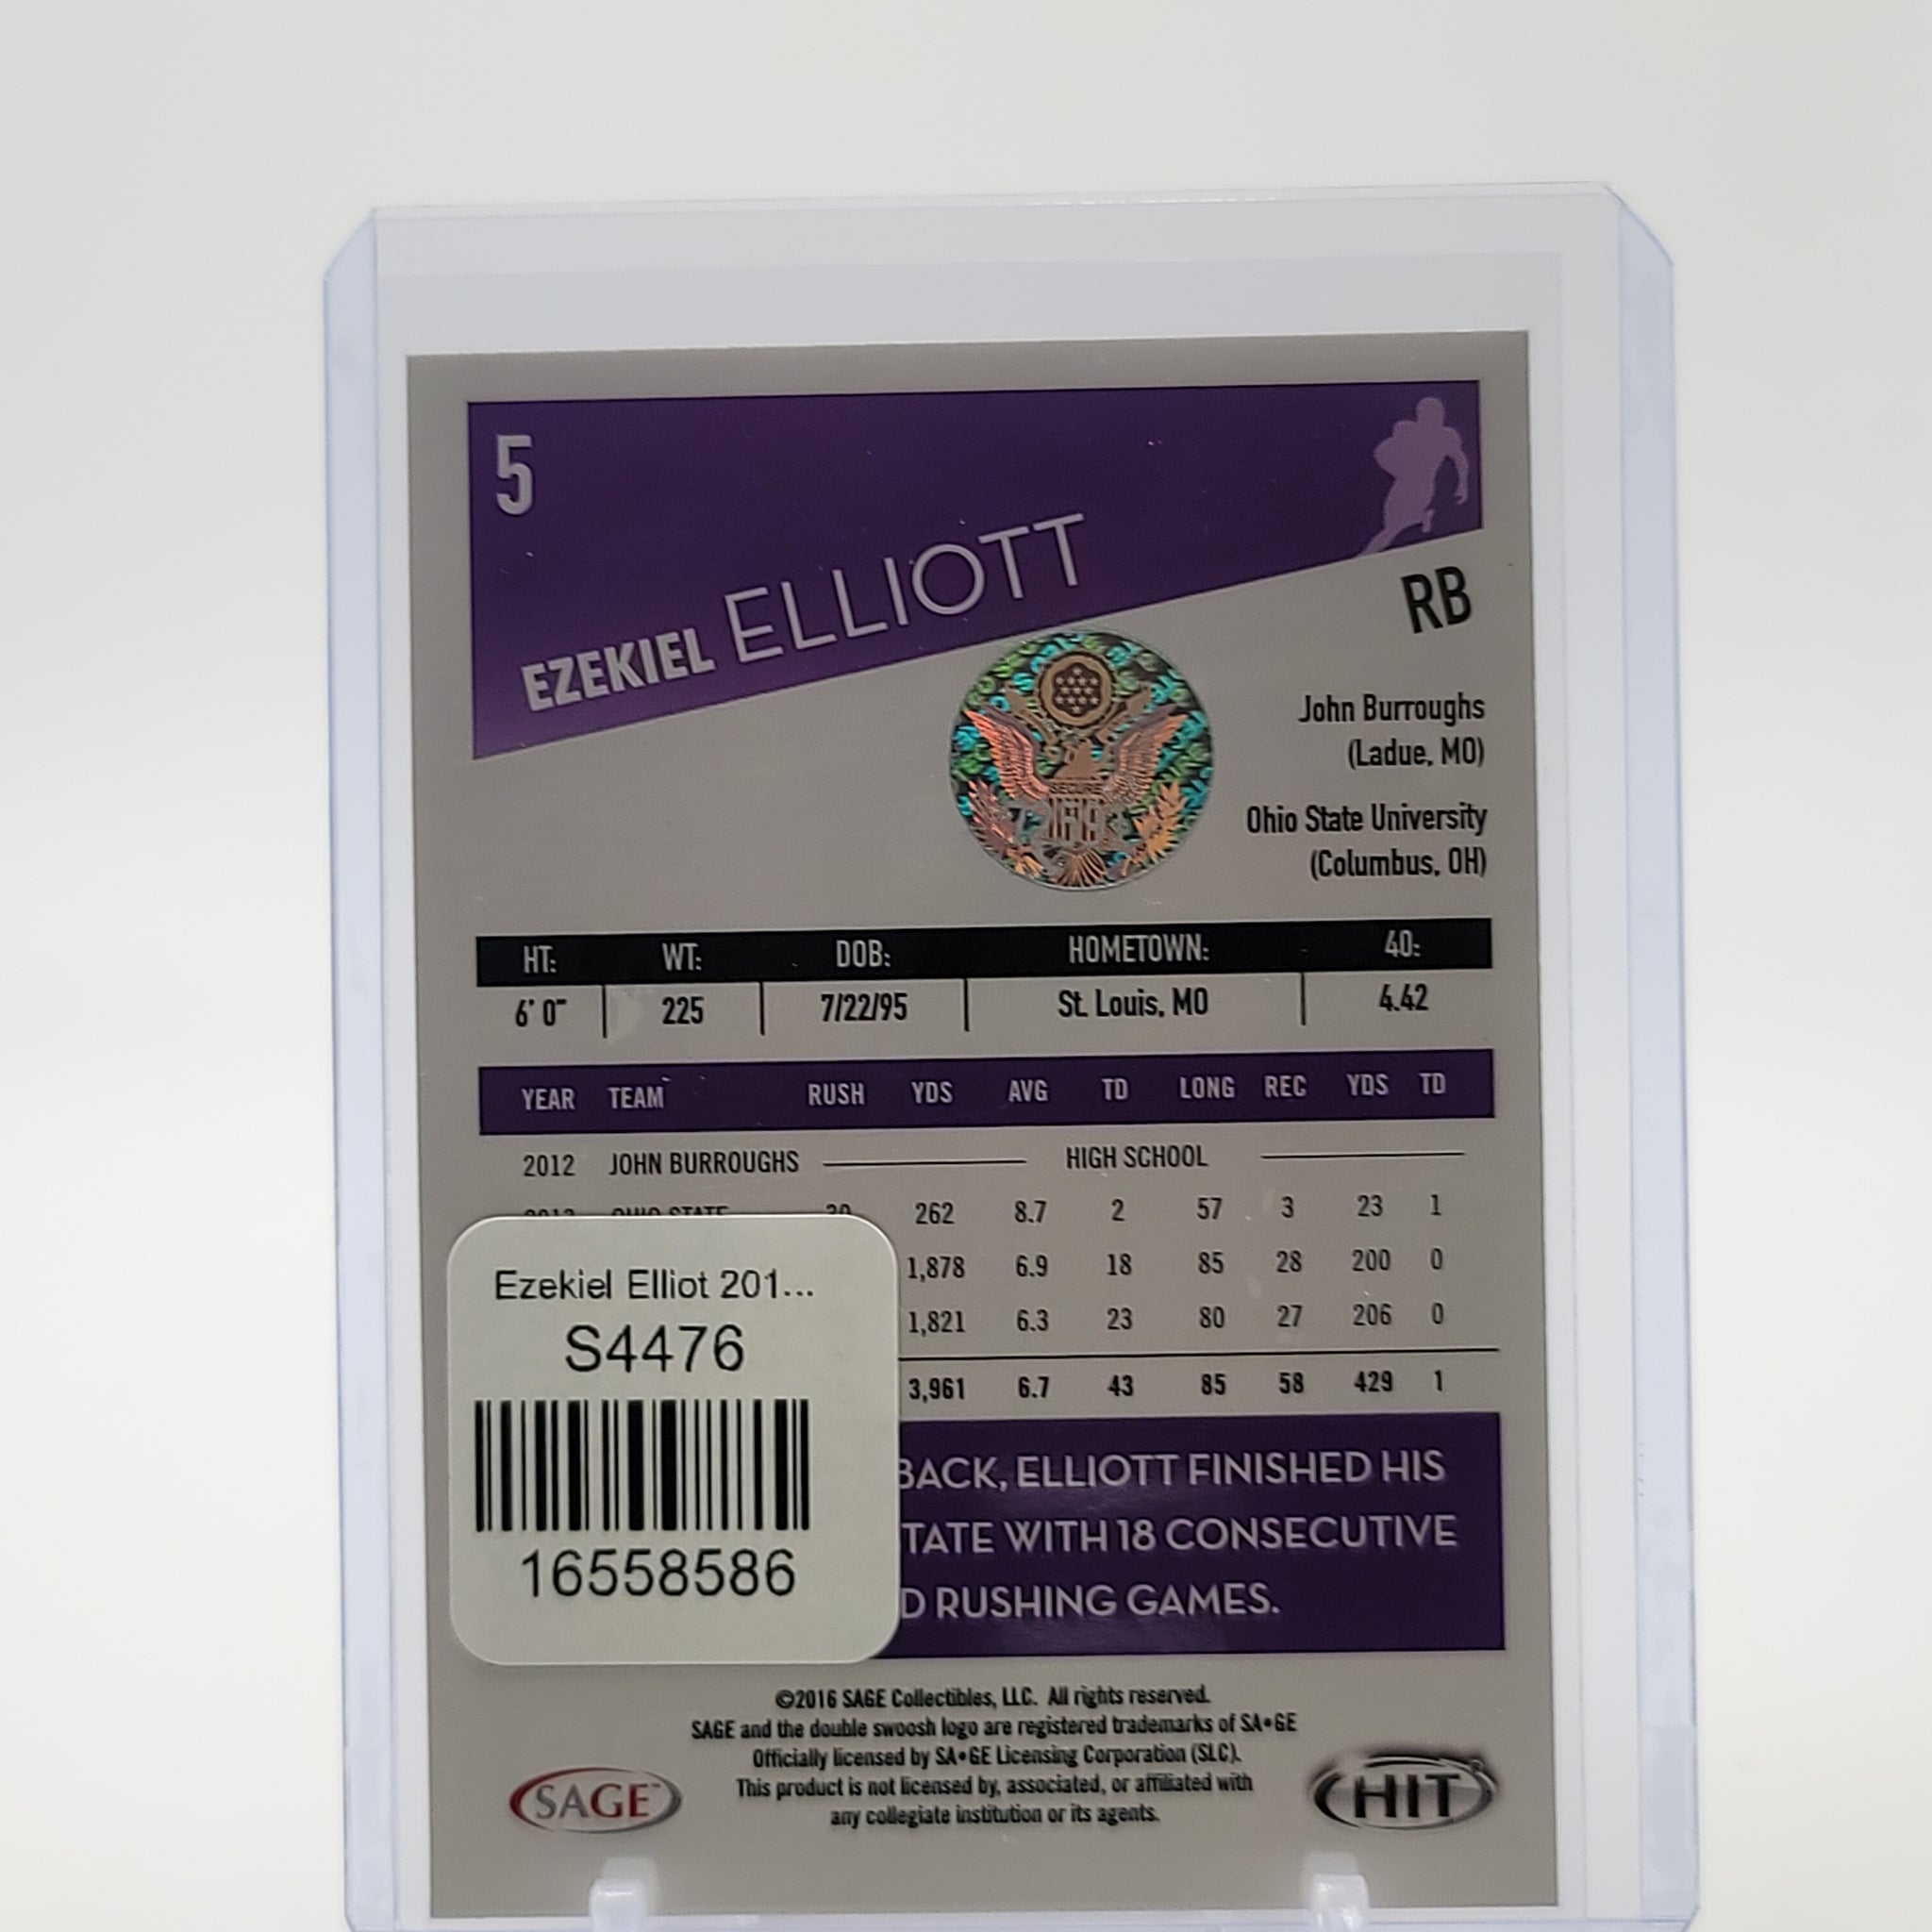 5
EZEKIEL ELLIOTT
RB
John Burroughs
(Ladue, MO)
Ohio State University
(Columbus, OH)
SECURE
HT: WT: DOB: HOMETOWN: 40:
6' 0" 225 7/22/95 St. Louis, MO 4.42
YEAR TEAM RUSH YDS AVG TD LONG REC YDS TD
2012 JOHN BURROUGHS HIGH SCHOOL
2013 OHIO STATE 30 262 8.7 2 57 3 23 1
1,878 6.9 18 85 28 200 0
1,821 6.3 23 80 27 206 0
3,961 6.7 43 85 58 429 1
Ezekiel Elliot 201...
S4476
16558586
BACK, ELLIOTT FINISHED HIS
TATE WITH 18 CONSECUTIVE
D RUSHING GAMES.
©2016 SAGE Collectibles, LLC. All rights reserved.
SAGE and the double swoosh logo are registered trademarks of SA•GE
Officially licensed by SA•GE Licensing Corporation (SLC).
This product is not licensed by, associated, or affiliated with
any collegiate institution or its agents.
SAGE™
HIT®